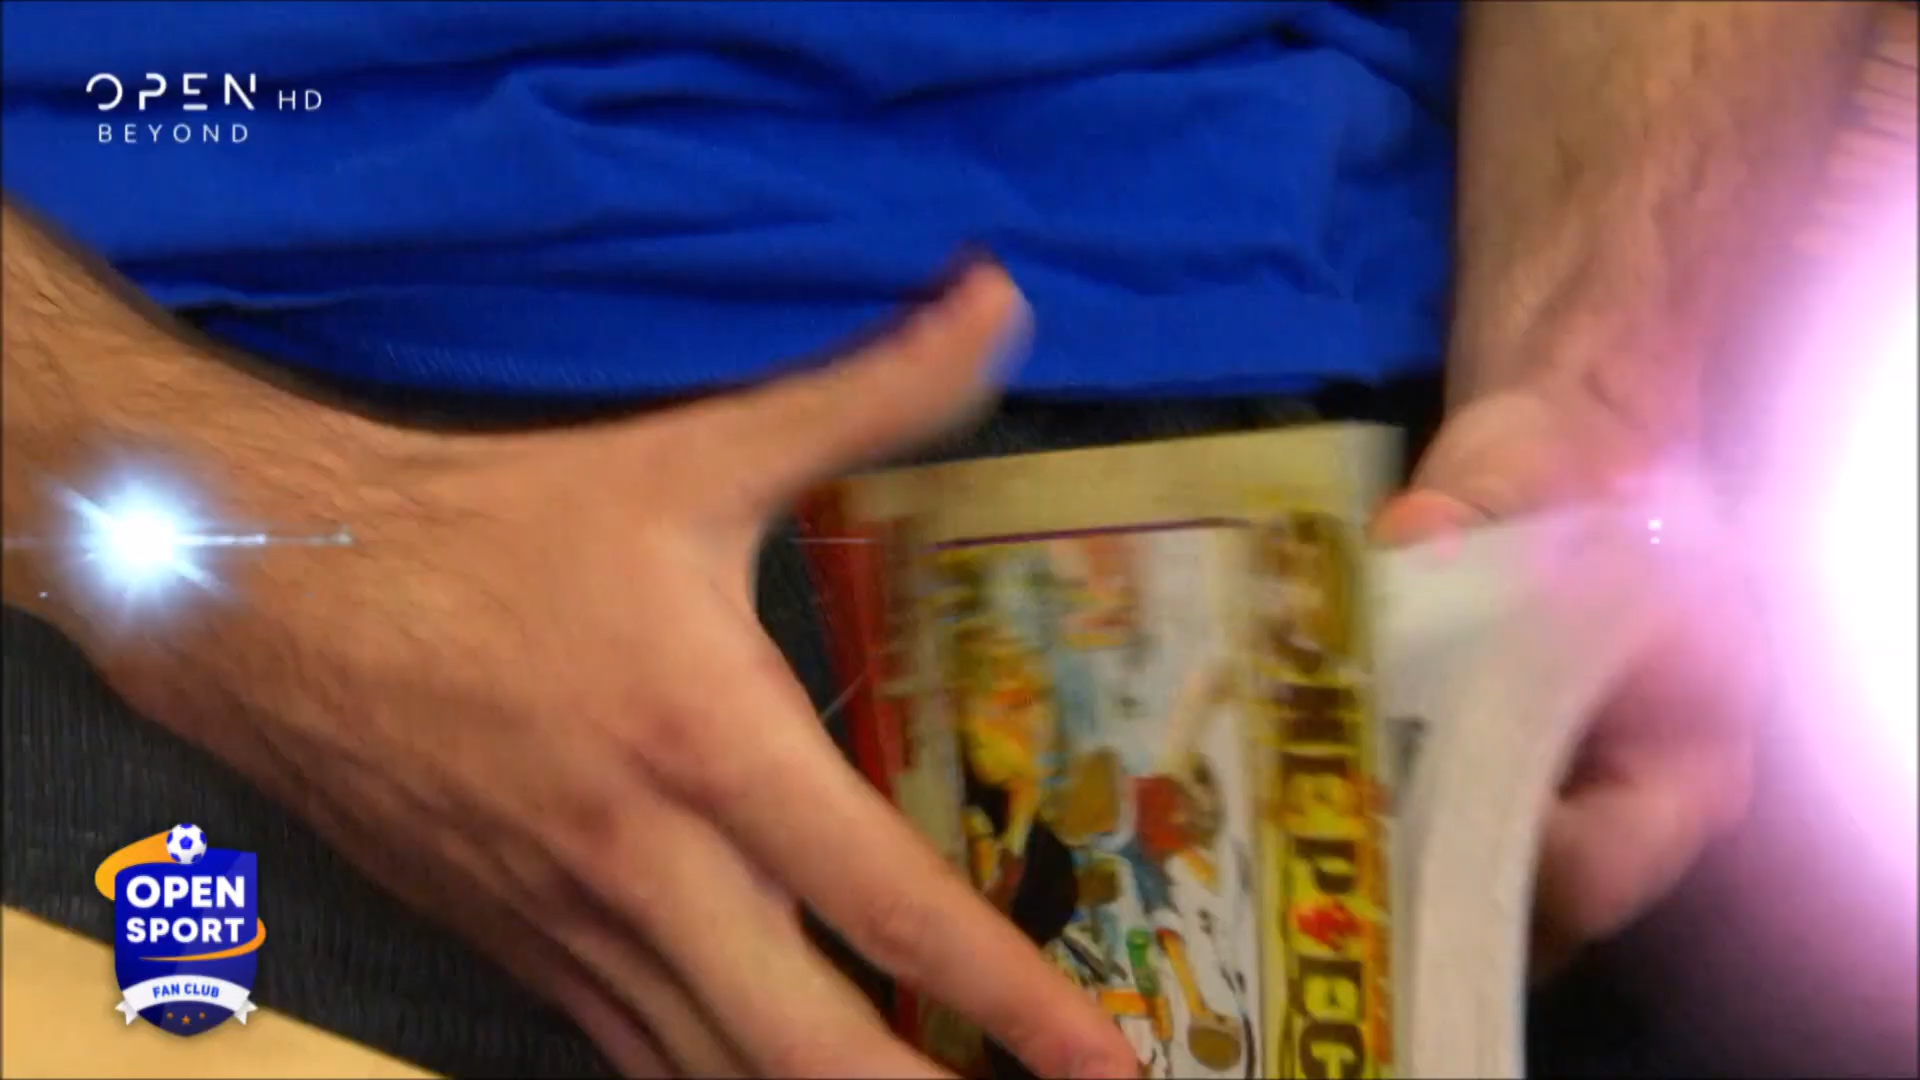 OPEN HD
BEYOND
OPEN
SPORT
FAN CLUB